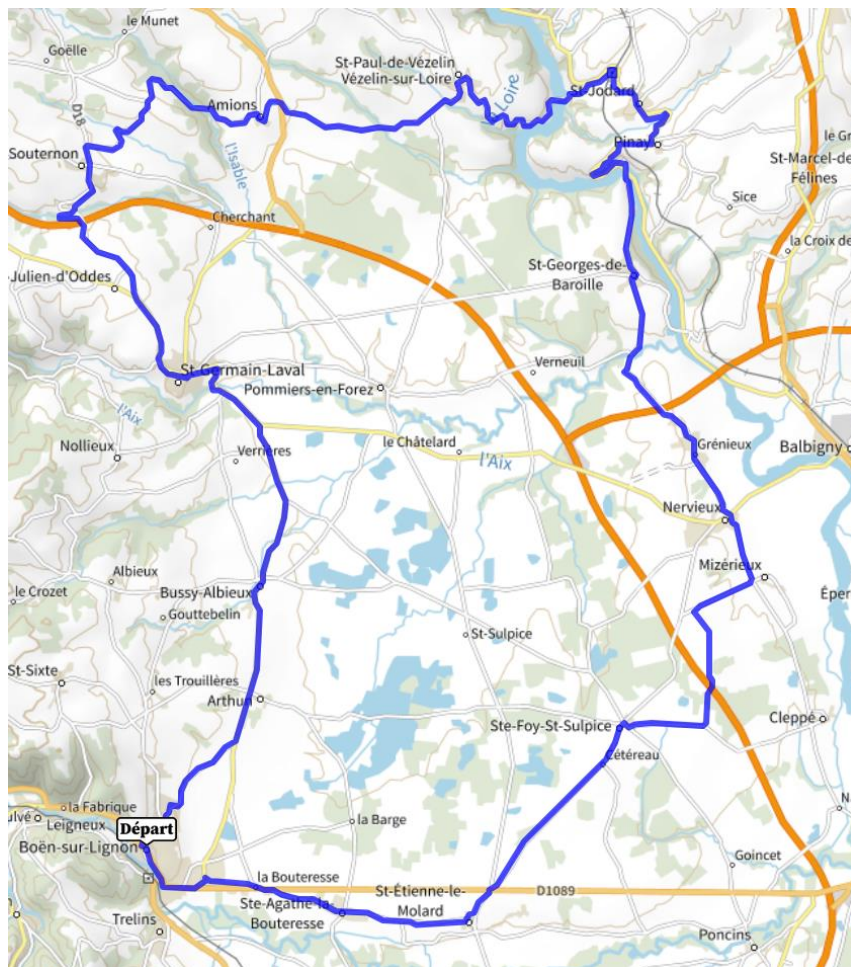 le Munet
Goëlle
St-Paul-de-Vézelin
Vézelin-sur-Loire
la Loire
Amions
St-Jodard
D18
l'Isable
Pinay
le Gr
Souternon
St-Marcel-de
Félines
Sice
Cherchant
la Croix de
St-Georges-de-
Baroille
Julien-d'Oddes
Verneuil
St-Germain-Laval
Pommiers-en-Forez
l'Aix
Nollieux
le Châtelard
Grénieux
Balbigny
Verrières
l'Aix
Nervieux
Albieux
Mizérieux
le Crozet
Bussy-Albieux
Éper
Gouttebelin
St-Sulpice
St-Sixte
les Trouillères
Arthun
Cleppé
Ste-Foy-St-Sulpice
Cétéreau
la Fabrique
ulvé
Leigneux
Départ
la Barge
N
Boën-sur-Lignon
Goincet
la Bouteresse
St-Étienne-le-
Molard
D1089
Ste-Agathe-la-
Bouteresse
Trelins
Poncins
n